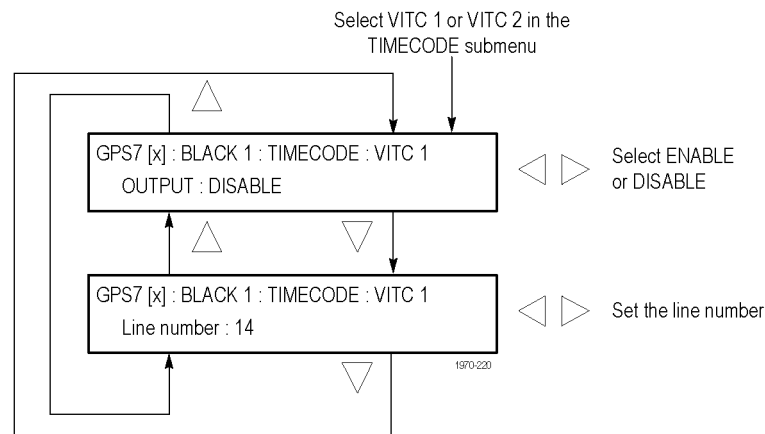 Select VITC 1 or VITC 2 in the
TIMECODE submenu
GPS7 [x] : BLACK 1 : TIMECODE : VITC 1
OUTPUT : DISABLE
Select ENABLE
or DISABLE
GPS7 [x] : BLACK 1 : TIMECODE : VITC 1
Line number : 14
Set the line number
1970-220